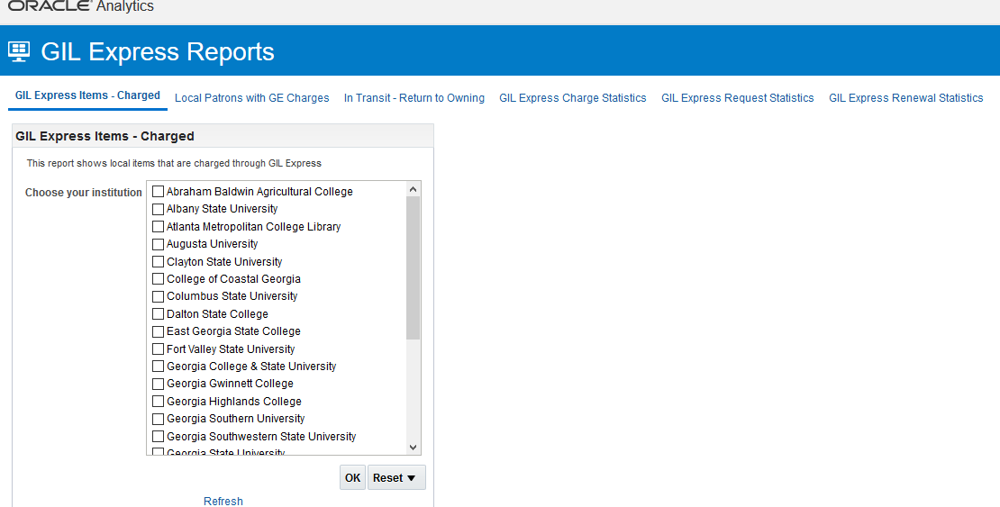 ORACLE Analytics
GIL Express Reports
GIL Express Items - Charged Local Patrons with GE Charges In Transit - Return to Owning GIL Express Charge Statistics GIL Express Request Statistics GIL Express Renewal Statistics
GIL Express Items - Charged
This report shows local items that are charged through GIL Express
Choose your institution Abraham Baldwin Agricultural College
Albany State University
Atlanta Metropolitan College Library
Augusta University
Clayton State University
College of Coastal Georgia
Columbus State University
Dalton State College
East Georgia State College
Fort Valley State University
Georgia College & State University
Georgia Gwinnett College
Georgia Highlands College
Georgia Southern University
Georgia Southwestern State University
Georgia State University
OK Reset
Refresh